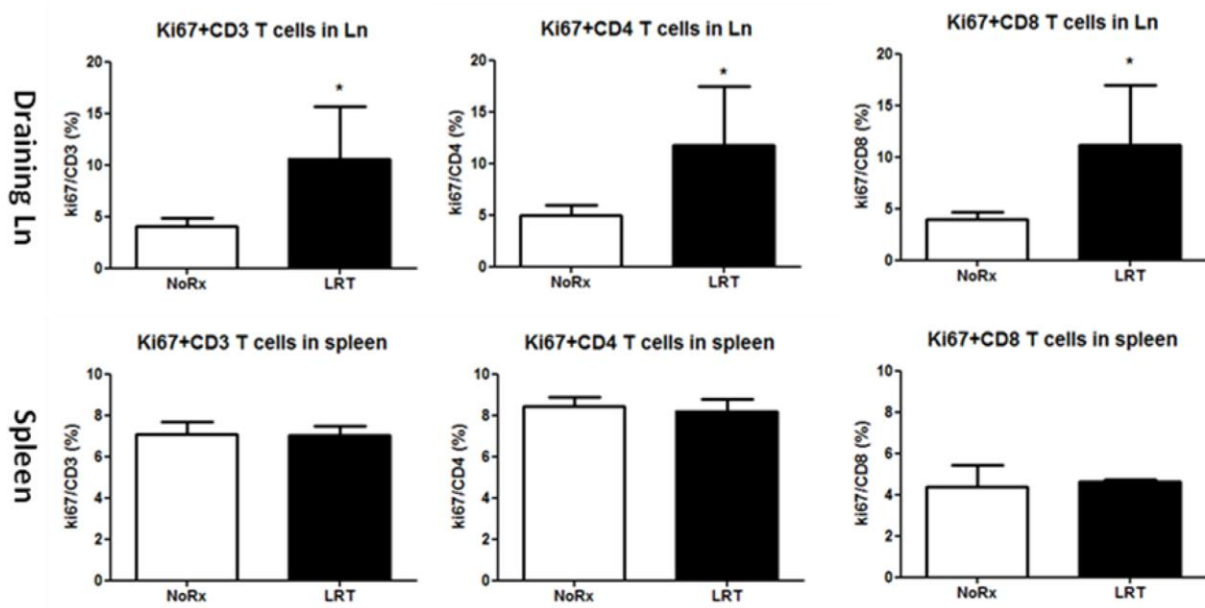 Draining Ln
Ki67+CD3 T cells in Ln
ki67/CD3 (%)
20
15
10
5
0
*
NoRx LRT
Ki67+CD4 T cells in Ln
ki67/CD4 (%)
20
15
10
5
0
*
NoRx LRT
Ki67+CD8 T cells in Ln
ki67/CD8 (%)
20
15
10
5
0
*
NoRx LRT
Spleen
Ki67+CD3 T cells in spleen
ki67/CD3 (%)
10
8
6
4
2
0
NoRx LRT
Ki67+CD4 T cells in spleen
ki67/CD4 (%)
10
8
6
4
2
0
NoRx LRT
Ki67+CD8 T cells in spleen
ki67/CD8 (%)
10
8
6
4
2
0
NoRx LRT